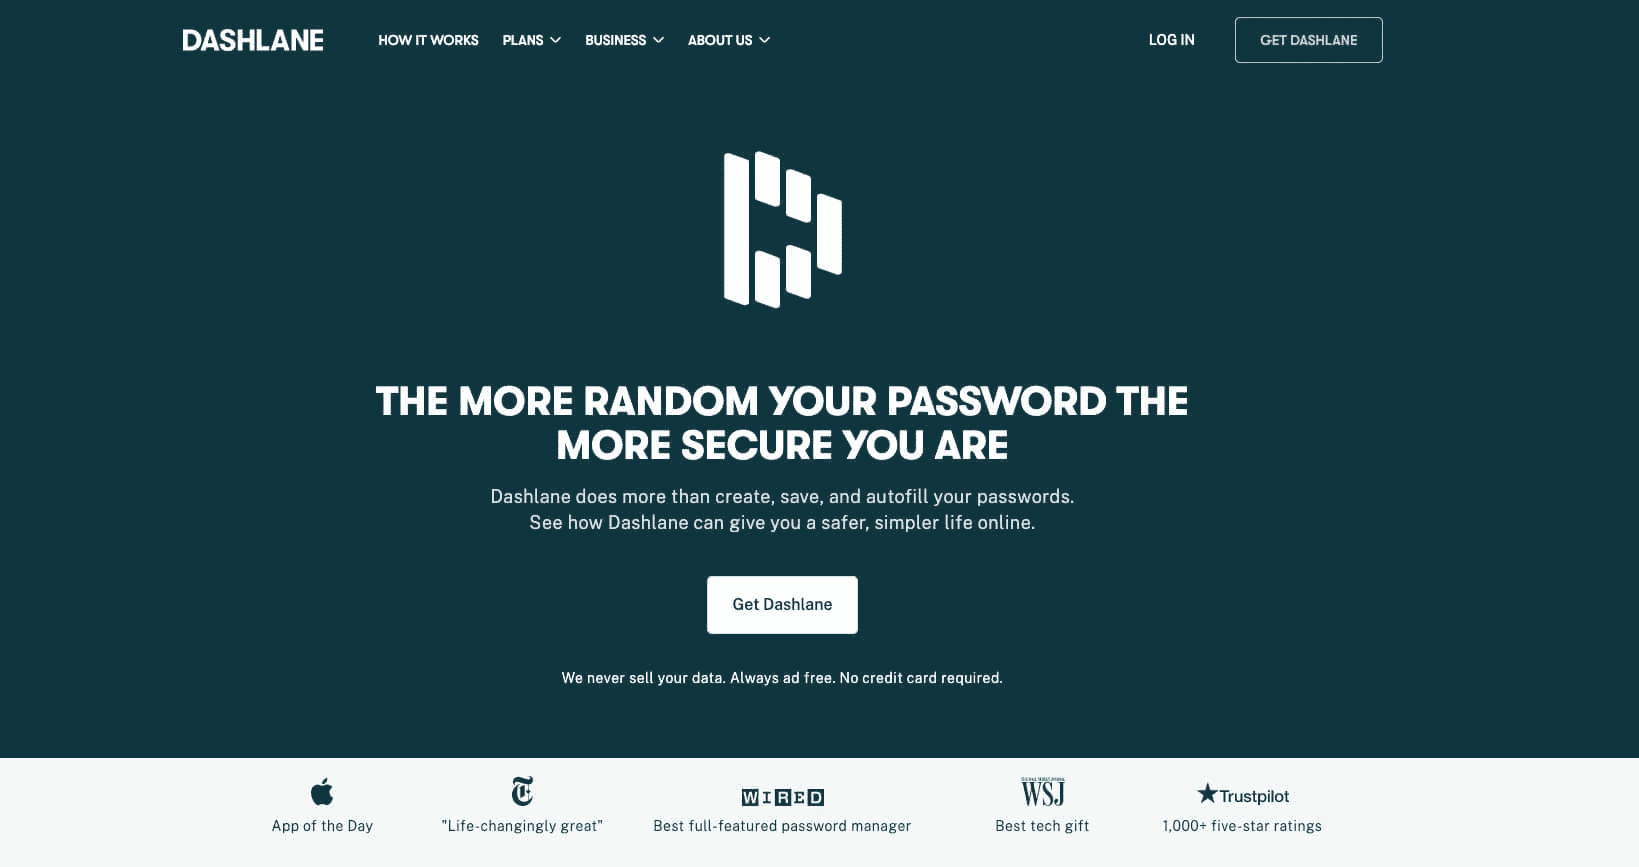 DASHLANE
HOW IT WORKS
PLANS
BUSINESS
ABOUT US
LOG IN
GET DASHLANE
THE MORE RANDOM YOUR PASSWORD THE
MORE SECURE YOU ARE
Dashlane does more than create, save, and autofill your passwords.
See how Dashlane can give you a safer, simpler life online.
Get Dashlane
We never sell your data. Always ad free. No credit card required.
App of the Day
"Life-changingly great"
WIRED
Best full-featured password manager
WSJ
Best tech gift
Trustpilot
1,000+ five-star ratings